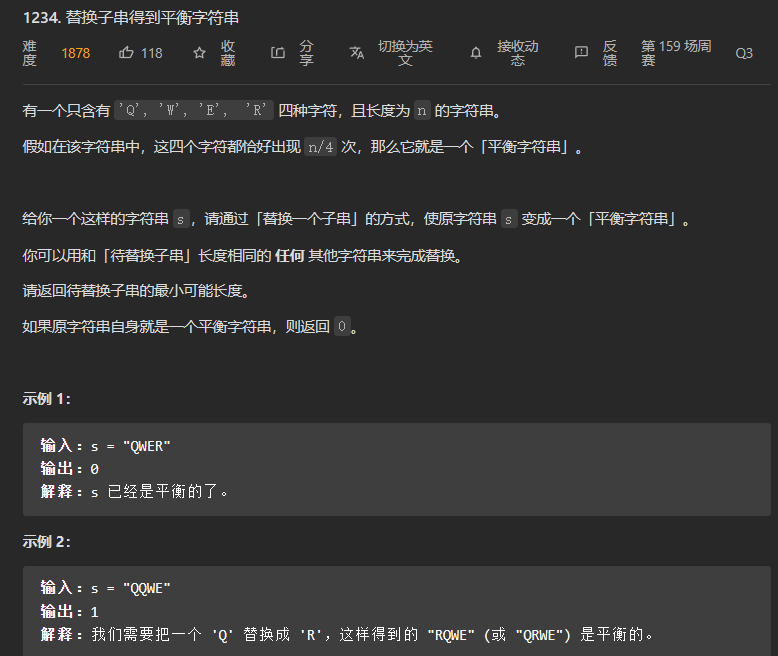 1234. 替换子串得到平衡字符串
难度 1878 118 收藏 分享 切换为英文 接收动态 反馈 第 159 场周赛 Q3
有一个只含有 'Q', 'W', 'E', 'R' 四种字符，且长度为 n 的字符串。
假如在该字符串中，这四个字符都恰好出现 n/4 次，那么它就是一个「平衡字符串」。
给你一个这样的字符串 s，请通过「替换一个子串」的方式，使原字符串 s 变成一个「平衡字符串」。
你可以用和「待替换子串」长度相同的 任何 其他字符串来完成替换。
请返回待替换子串的最小可能长度。
如果原字符串自身就是一个平衡字符串，则返回 0。
示例 1：
输入：s = "QWER"
输出：0
解释：s 已经是平衡的了。
示例 2：
输入：s = "QQWE"
输出：1
解释：我们需要把一个 'Q' 替换成 'R'，这样得到的 "RQWE" (或 "QRWE") 是平衡的。